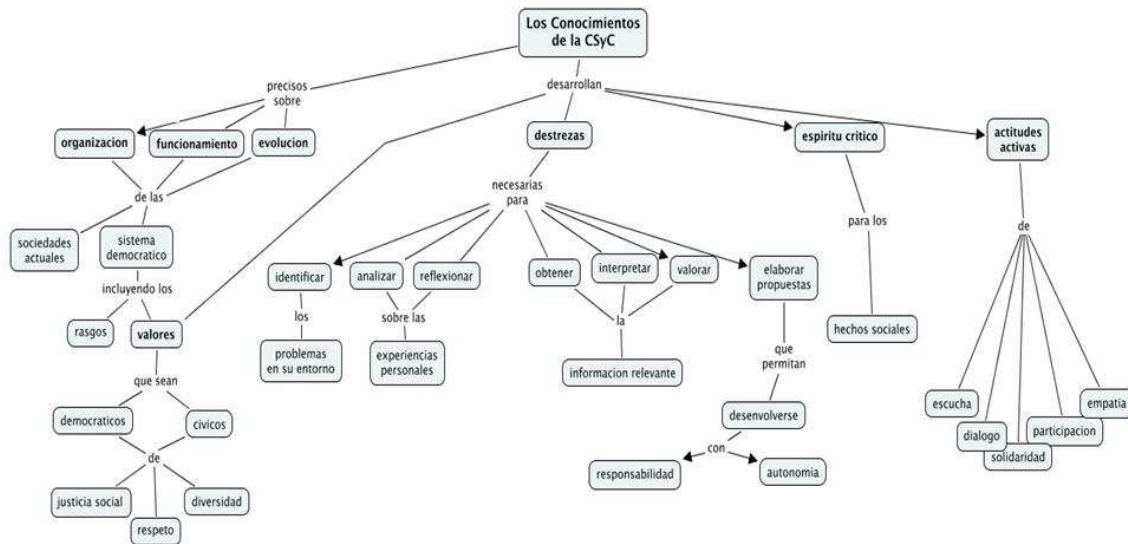 Los Conocimientos
de la CSyC
precisos
sobre
desarrollan
organizacion
funcionamiento
evolucion
destrezas
espiritu critico
actitudes
activas
de las
necesarias
para
para los
de
sociedades
actuales
sistema
democratico
identificar
analizar
reflexionar
obtener
interpretar
valorar
elaborar
propuestas
incluyendo los
rasgos
valores
los
sobre las
la
hechos sociales
problemas
en su entorno
experiencias
personales
informacion relevante
que
permitan
que sean
democraticos
civicos
desenvolverse
escucha
dialogo
solidaridad
participacion
empatia
de
con
responsabilidad
autonomia
justicia social
respeto
diversidad